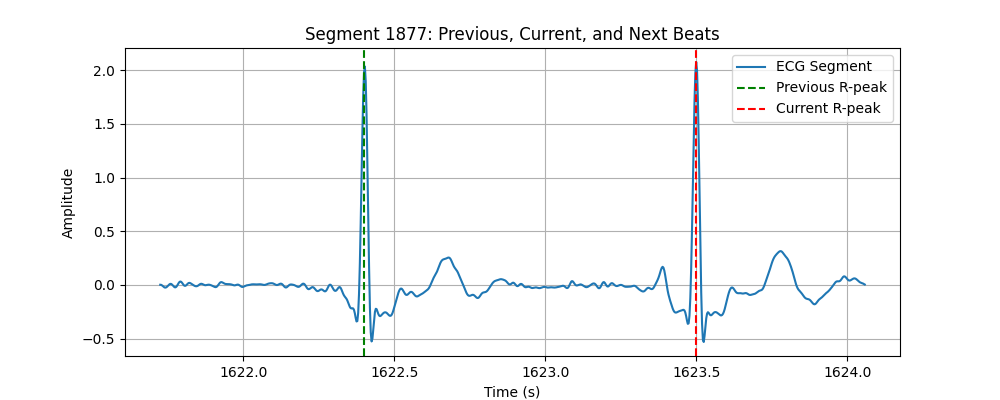 Segment 1877: Previous, Current, and Next Beats
ECG Segment
Previous R-peak
Current R-peak
2.0
1.5
1.0
0.5
0.0
−0.5
Amplitude
1622.0 1622.5 1623.0 1623.5 1624.0
Time (s)